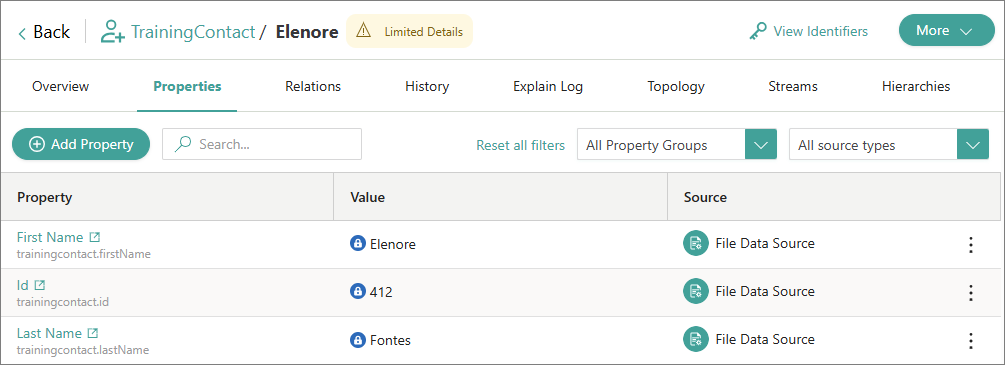 Back TrainingContact / Elenore Limited Details View Identifiers More
Overview Properties Relations History Explain Log Topology Streams Hierarchies
Add Property Search... Reset all filters All Property Groups All source types
Property Value Source
First Name Elenore File Data Source
trainingcontact.firstName
Id 412 File Data Source
trainingcontact.id
Last Name Fontes File Data Source
trainingcontact.lastName